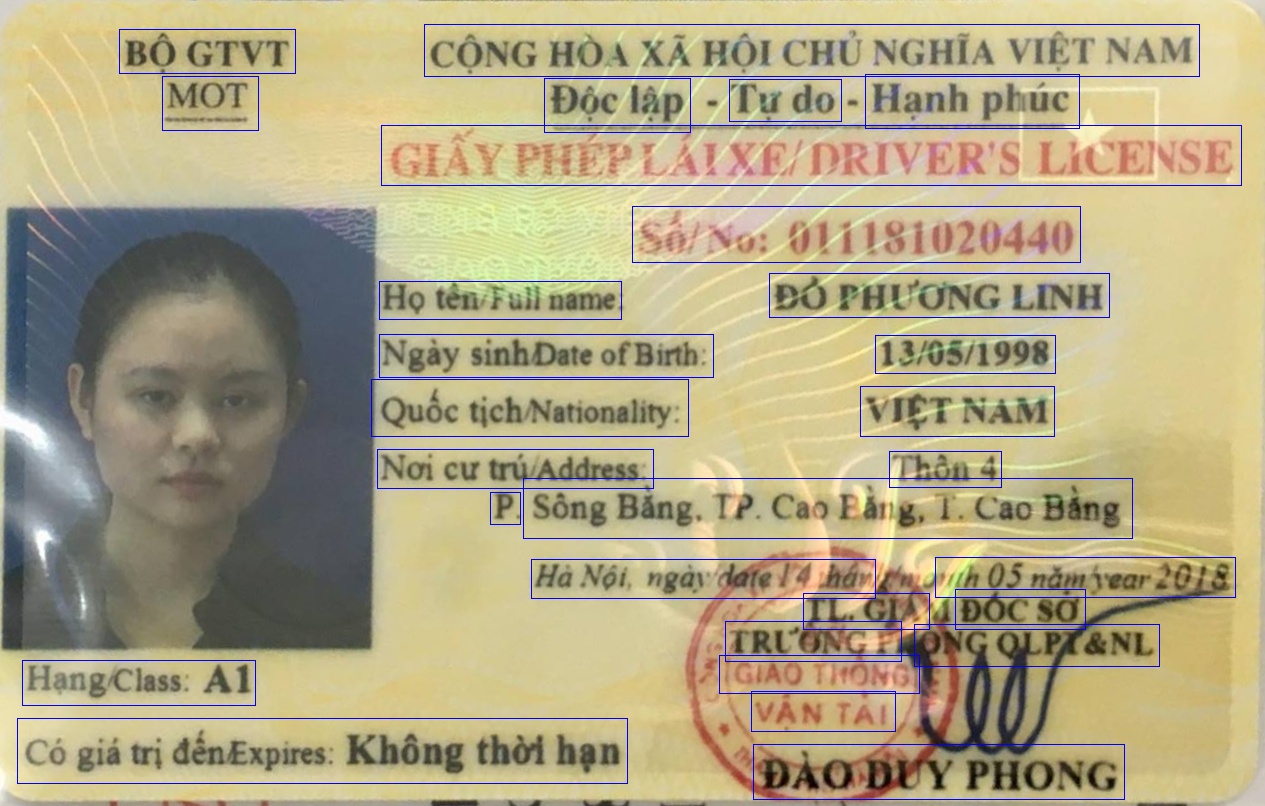 BỘ GTVT
MOT
CỘNG HÒA XÃ HỘI CHỦ NGHĨA VIỆT NAM
Độc lập - Tự do - Hạnh phúc
GIẤY PHÉP LÁI XE/DRIVER'S LICENSE
Số/No: 011181020440
Họ tên/Full name: ĐỖ PHƯƠNG LINH
Ngày sinh/Date of Birth: 13/05/1998
Quốc tịch/Nationality: VIỆT NAM
Nơi cư trú/Address: Thôn 4
P. Sông Bằng, TP. Cao Bằng, T. Cao Bằng
Hà Nội, ngày/date 14 tháng/month 05 năm/year 2018
TL. GIÁM ĐỐC SỞ
TRƯỞNG PHÒNG QLPT&NL
GIAO THÔNG
VẬN TẢI
Hạng/Class: A1
Có giá trị đến/Expires: Không thời hạn
ĐÀO DUY PHONG